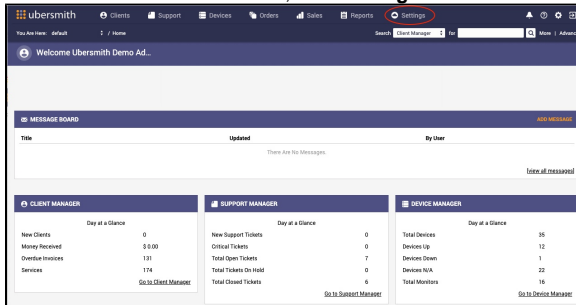 ubersmith Clients Support Devices Orders Sales Reports Settings
You Are Here: default / Home Search Client Manager for More | Advanc
Welcome Ubersmith Demo Ad...
MESSAGE BOARD ADD MESSAGE
Title Updated By User
There Are No Messages.
[view all messages]
CLIENT MANAGER
Day at a Glance
New Clients 0
Money Received $ 0.00
Overdue Invoices 131
Services 174
Go to Client Manager
SUPPORT MANAGER
Day at a Glance
New Support Tickets 0
Critical Tickets 0
Total Open Tickets 7
Total Tickets On Hold 0
Total Closed Tickets 6
Go to Support Manager
DEVICE MANAGER
Day at a Glance
Total Devices 35
Devices Up 12
Devices Down 1
Devices N/A 22
Total Monitors 16
Go to Device Manager